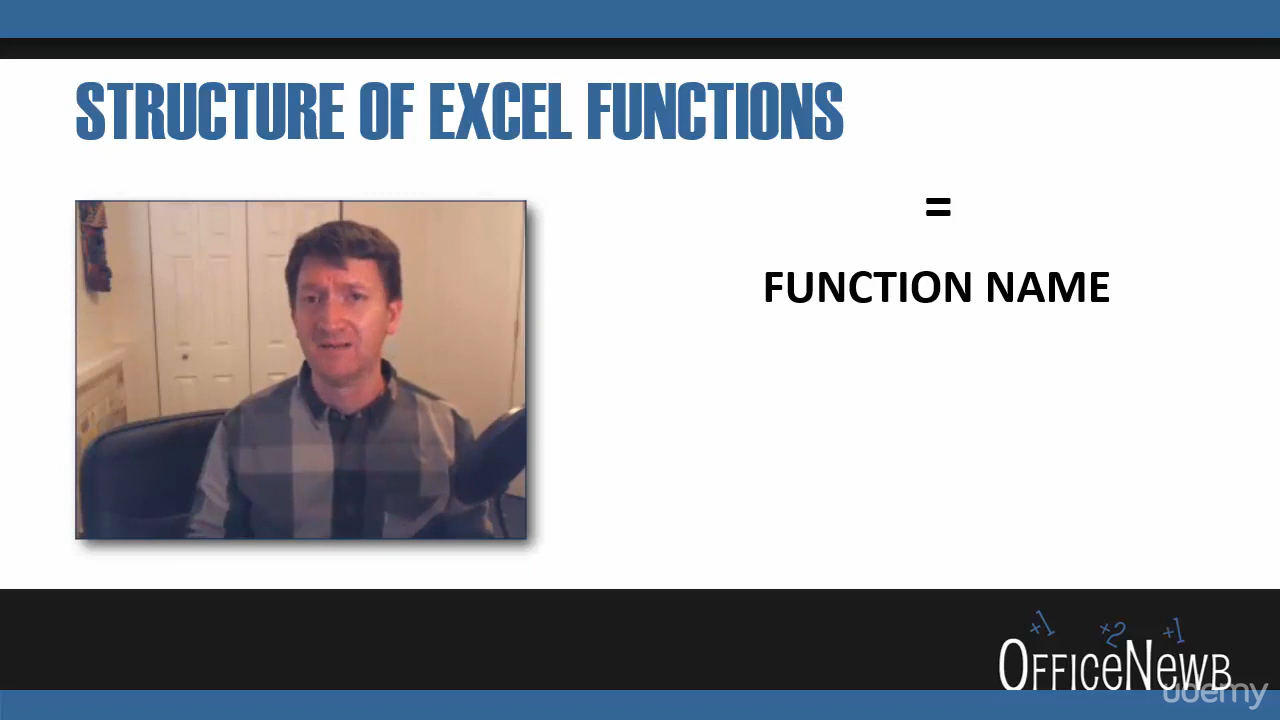 STRUCTURE OF EXCEL FUNCTIONS
=
FUNCTION NAME
+1 ×2 +1
OFFICENEWB
udemy